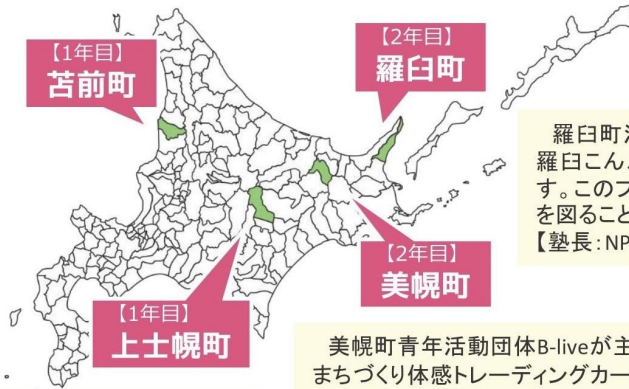 【1年目】
苫前町
【2年目】
羅臼町
羅臼町
羅臼こん
す。このフ
を図ること
【塾長：NP
【2年目】
美幌町
【1年目】
上士幌町
美幌町青年活動団体B-liveが主
まちづくり体感トレーディングカー